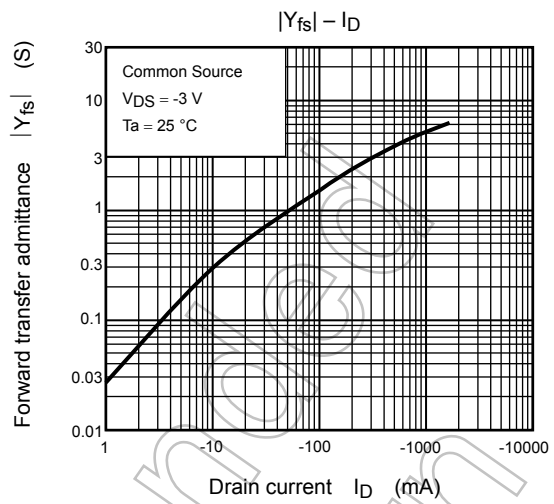 |Yfs| – ID
Common Source
VDS = -3 V
Ta = 25 °C
Forward transfer admittance |Yfs| (S)
30
10
3
1
0.3
0.1
0.03
0.01
1
-10
-100
-1000
-10000
Drain current ID (mA)